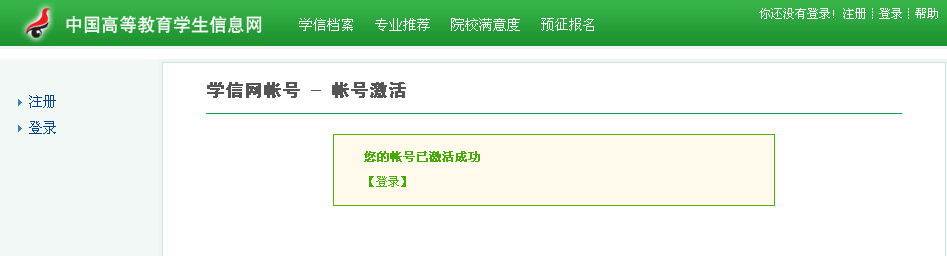 中国高等教育学生信息网
学信档案 专业推荐 院校满意度 预征报名
你还没有登录！注册┊登录┊帮助
注册
登录
学信网帐号 － 帐号激活
您的帐号已激活成功
【登录】